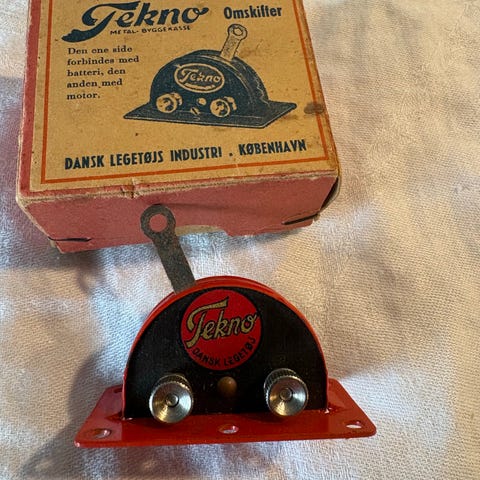 Tekno Omskifter
METAL-BYGGEKASSE
Den one side
forbindes med
batteri, den
anden med
motor.
Tekno
DANSK LEGETØJS INDUSTRI . KØBENHAVN
Tekno
DANSK LEGETØJ